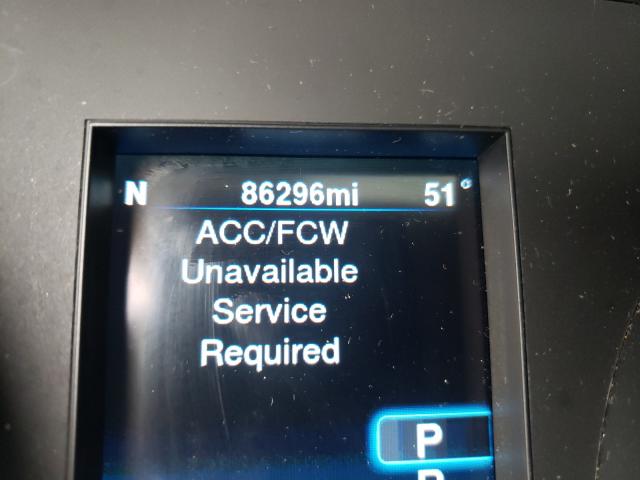 N 86296mi 51°
ACC/FCW
Unavailable
Service
Required
P